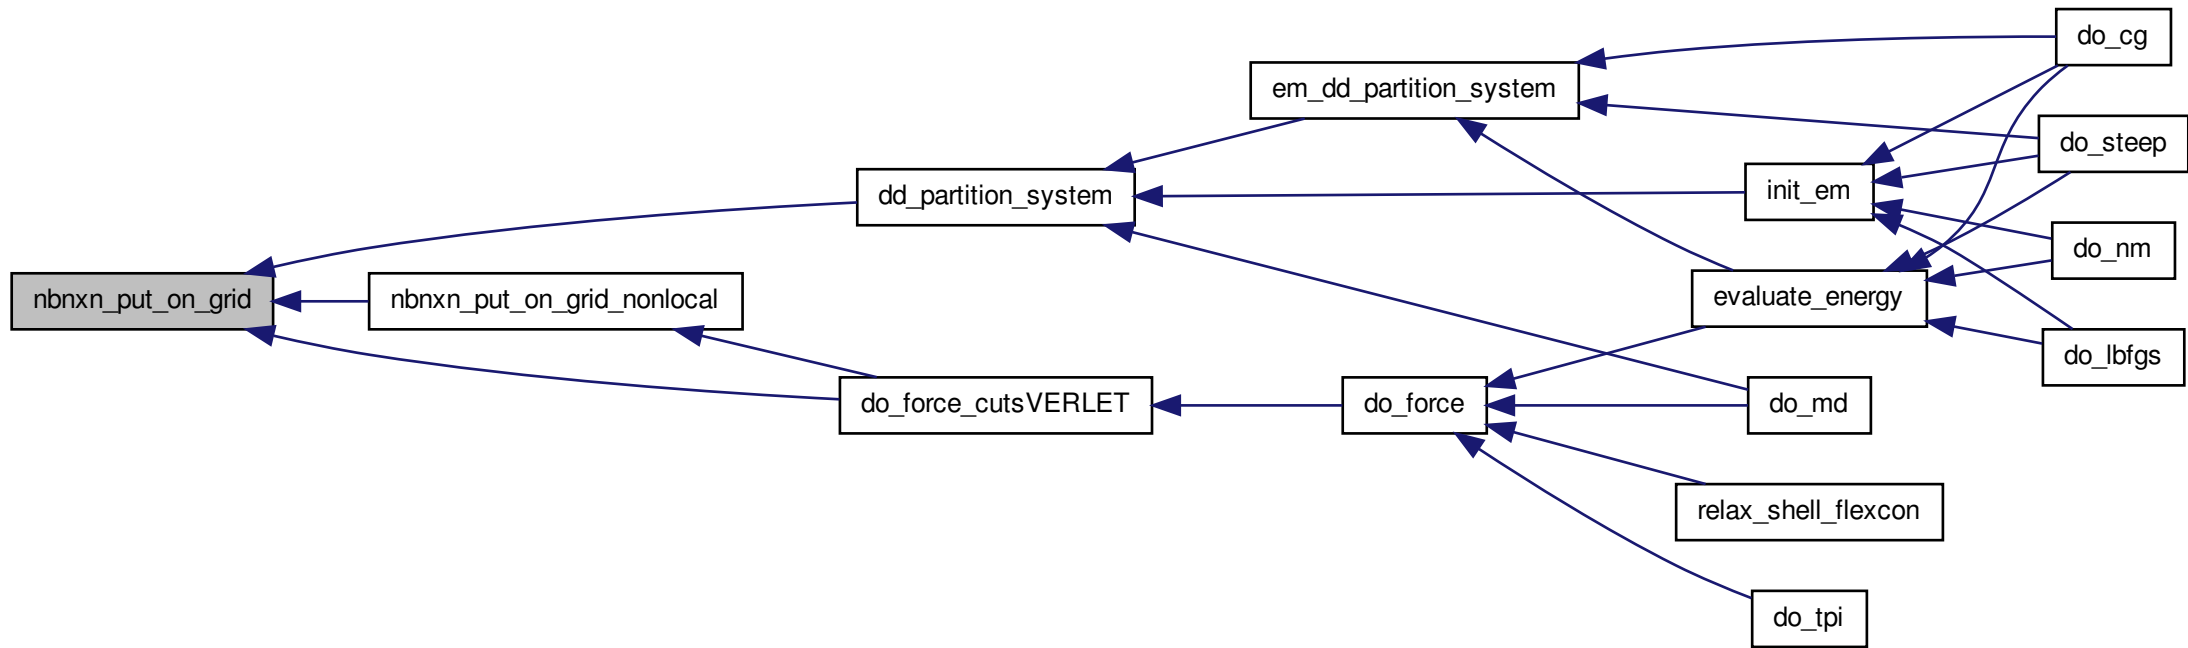 nbnxn_put_on_grid
dd_partition_system
nbnxn_put_on_grid_nonlocal
do_force_cutsVERLET
em_dd_partition_system
do_force
init_em
evaluate_energy
do_md
relax_shell_flexcon
do_tpi
do_cg
do_steep
do_nm
do_lbfgs